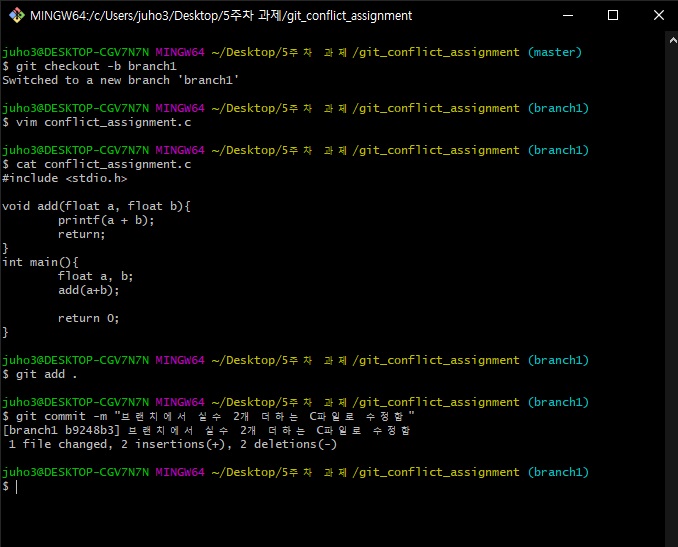 MINGW64:/c/Users/juho3/Desktop/5주차 과제/git_conflict_assignment
juho3@DESKTOP-CGV7N7N MINGW64 ~/Desktop/5주차 과제/git_conflict_assignment (master)
$ git checkout -b branch1
Switched to a new branch 'branch1'
juho3@DESKTOP-CGV7N7N MINGW64 ~/Desktop/5주차 과제/git_conflict_assignment (branch1)
$ vim conflict_assignment.c
juho3@DESKTOP-CGV7N7N MINGW64 ~/Desktop/5주차 과제/git_conflict_assignment (branch1)
$ cat conflict_assignment.c
#include <stdio.h>
void add(float a, float b){
printf(a + b);
return;
}
int main(){
float a, b;
add(a+b);
return 0;
}
juho3@DESKTOP-CGV7N7N MINGW64 ~/Desktop/5주차 과제/git_conflict_assignment (branch1)
$ git add .
juho3@DESKTOP-CGV7N7N MINGW64 ~/Desktop/5주차 과제/git_conflict_assignment (branch1)
$ git commit -m "브랜치에서 실수 2개 더하는 C파일로 수정함"
[branch1 b9248b3] 브랜치에서 실수 2개 더하는 C파일로 수정함
1 file changed, 2 insertions(+), 2 deletions(-)
juho3@DESKTOP-CGV7N7N MINGW64 ~/Desktop/5주차 과제/git_conflict_assignment (branch1)
$